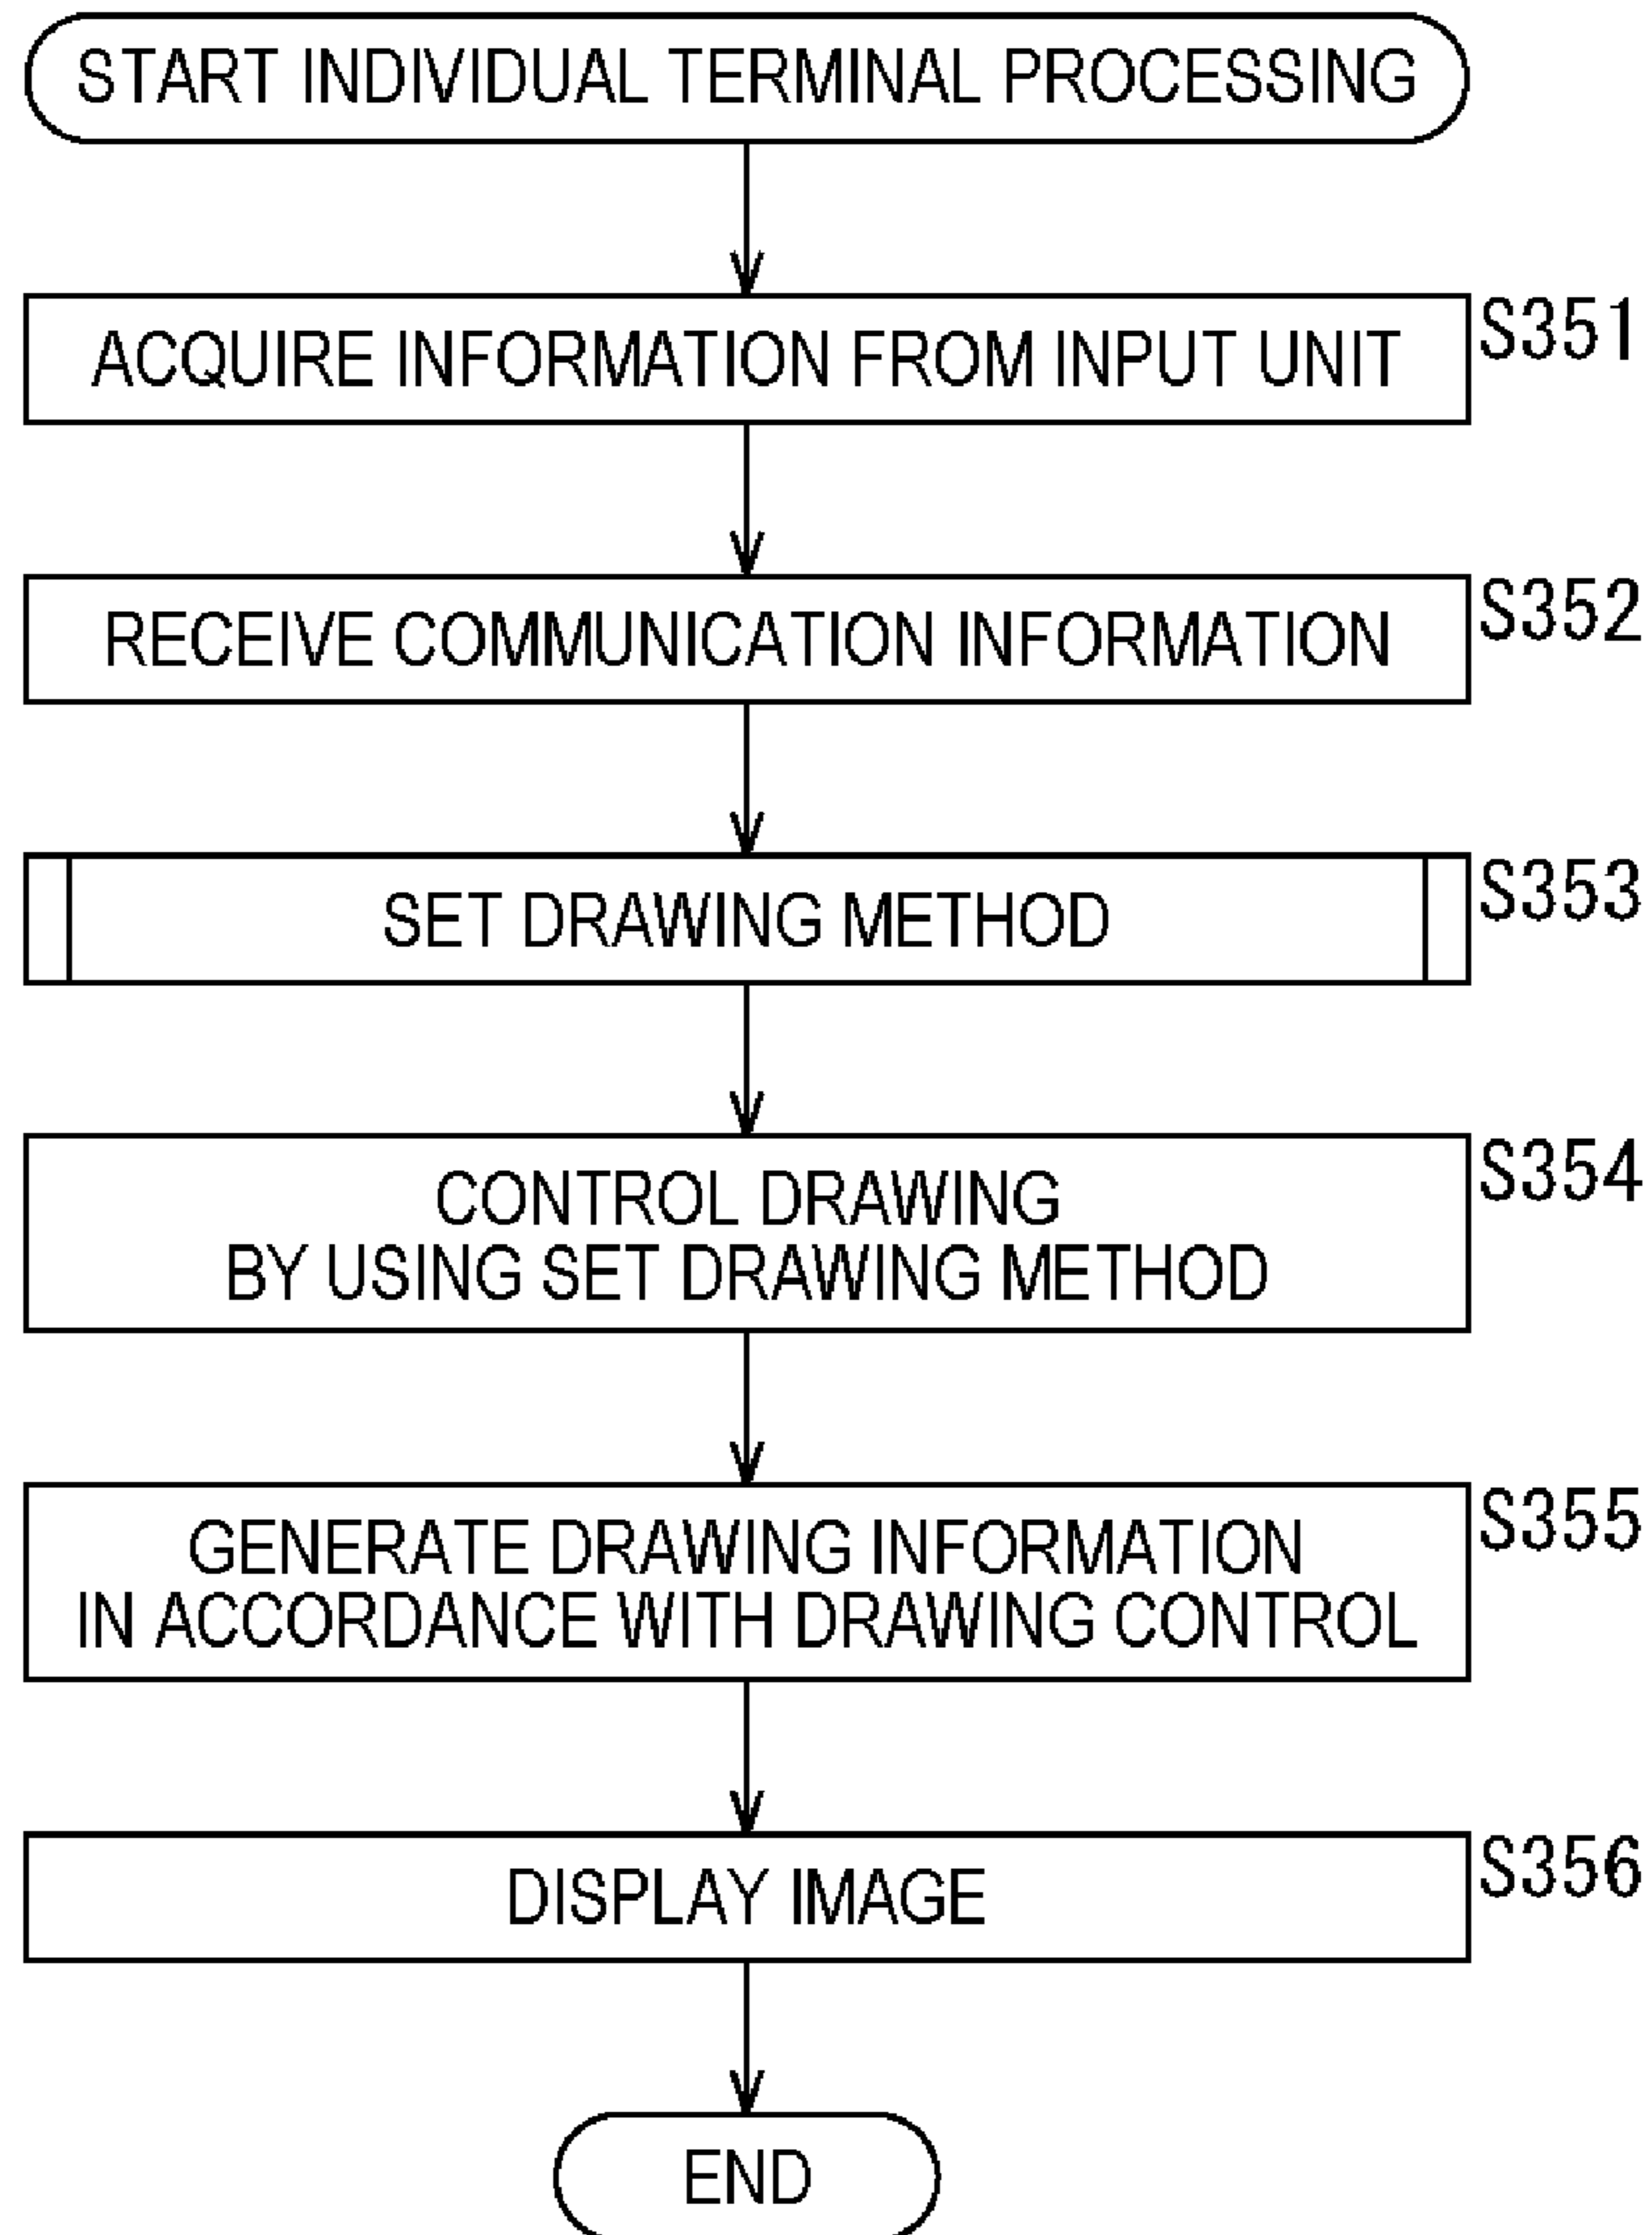 START INDIVIDUAL TERMINAL PROCESSING
ACQUIRE INFORMATION FROM INPUT UNIT
S351
RECEIVE COMMUNICATION INFORMATION
S352
SET DRAWING METHOD
S353
CONTROL DRAWING
BY USING SET DRAWING METHOD
S354
GENERATE DRAWING INFORMATION
IN ACCORDANCE WITH DRAWING CONTROL
S355
DISPLAY IMAGE
S356
END